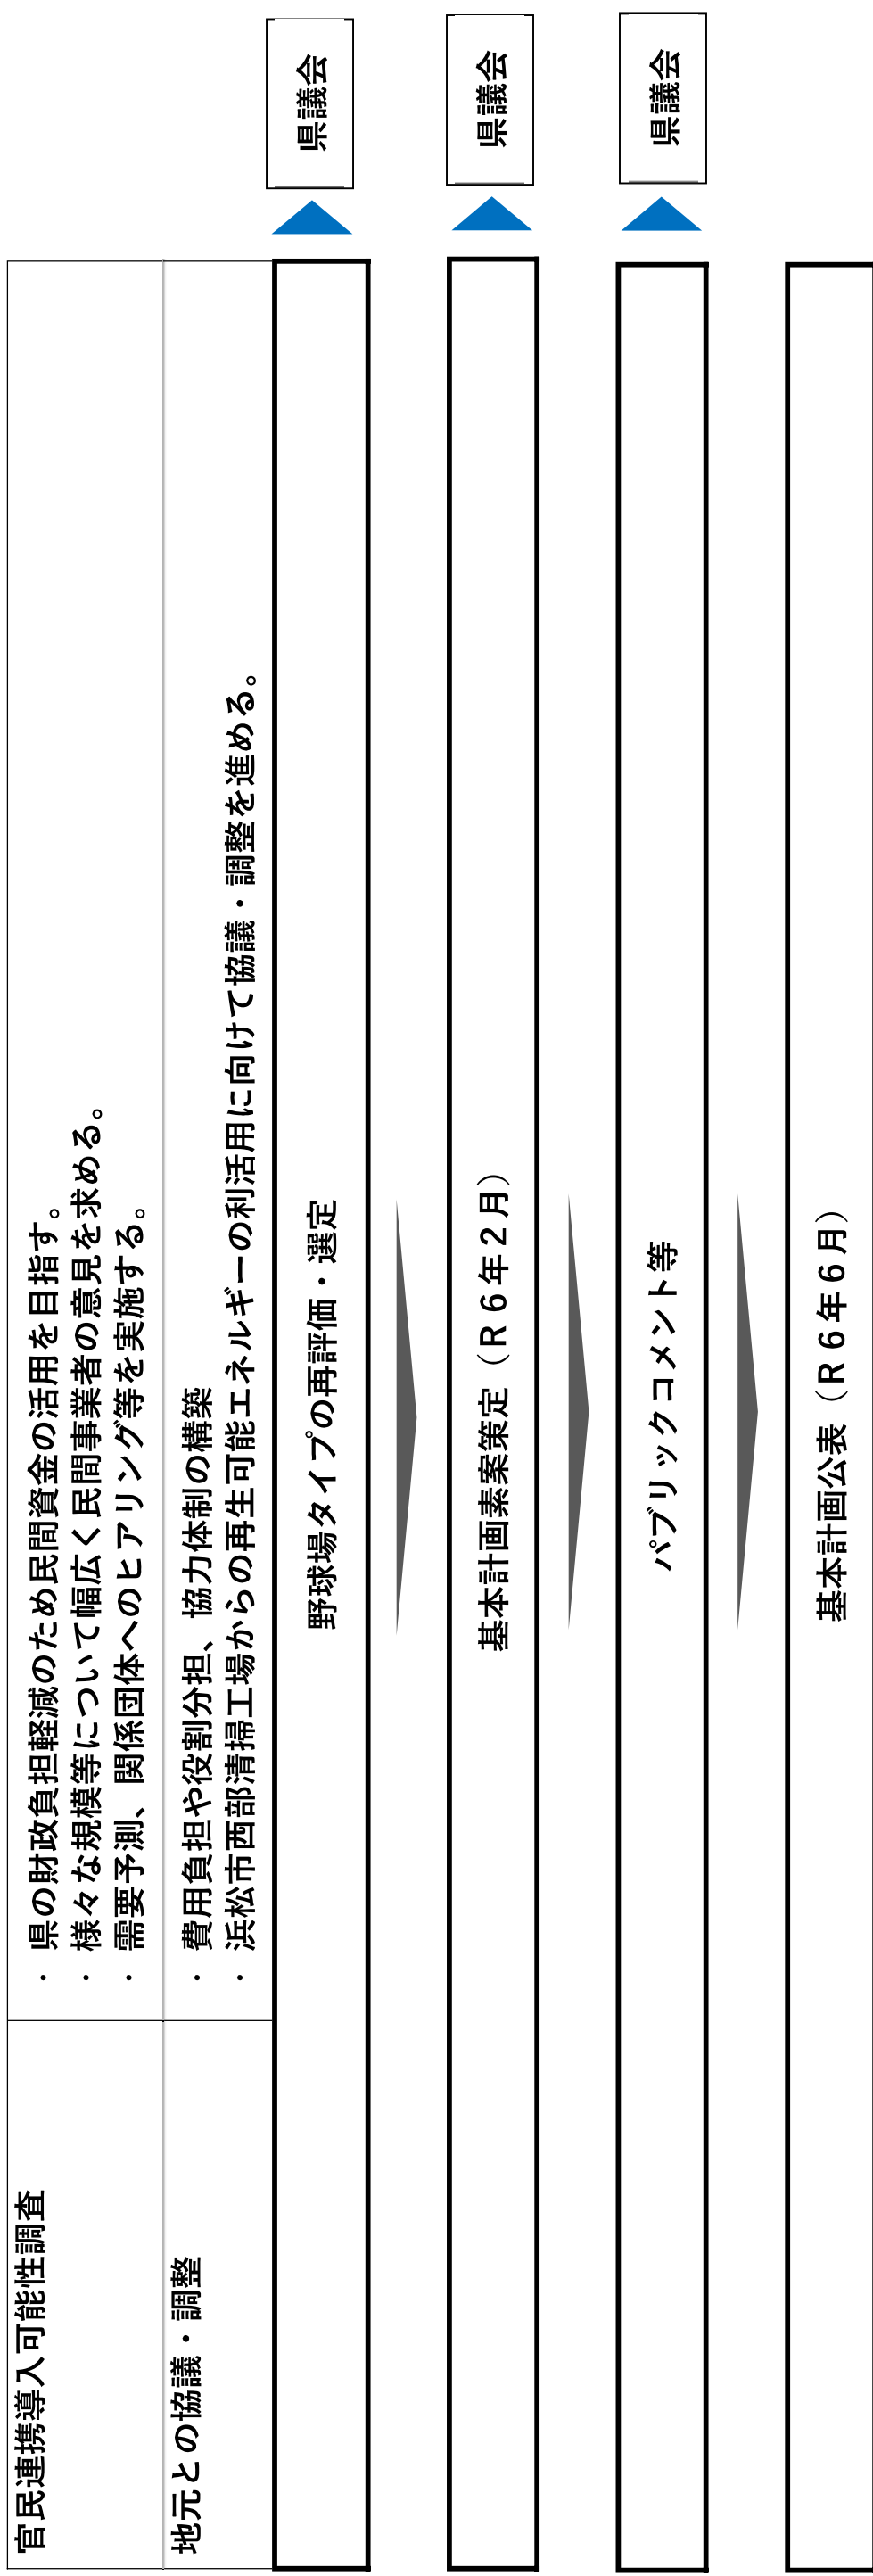 官民連携導入可能性調査
・県の財政負担軽減のため民間資金の活用を目指す。
・様々な規模等について幅広く民間事業者の意見を求める。
・需要予測、関係団体へのヒアリング等を実施する。
地元との協議・調整
・費用負担や役割分担、協力体制の構築
・浜松市西部清掃工場からの再生可能エネルギーの利活用に向けて協議・調整を進める。
野球場タイプの再評価・選定
県議会
基本計画素案策定（Ｒ６年２月）
県議会
パブリックコメント等
県議会
基本計画公表（Ｒ６年６月）